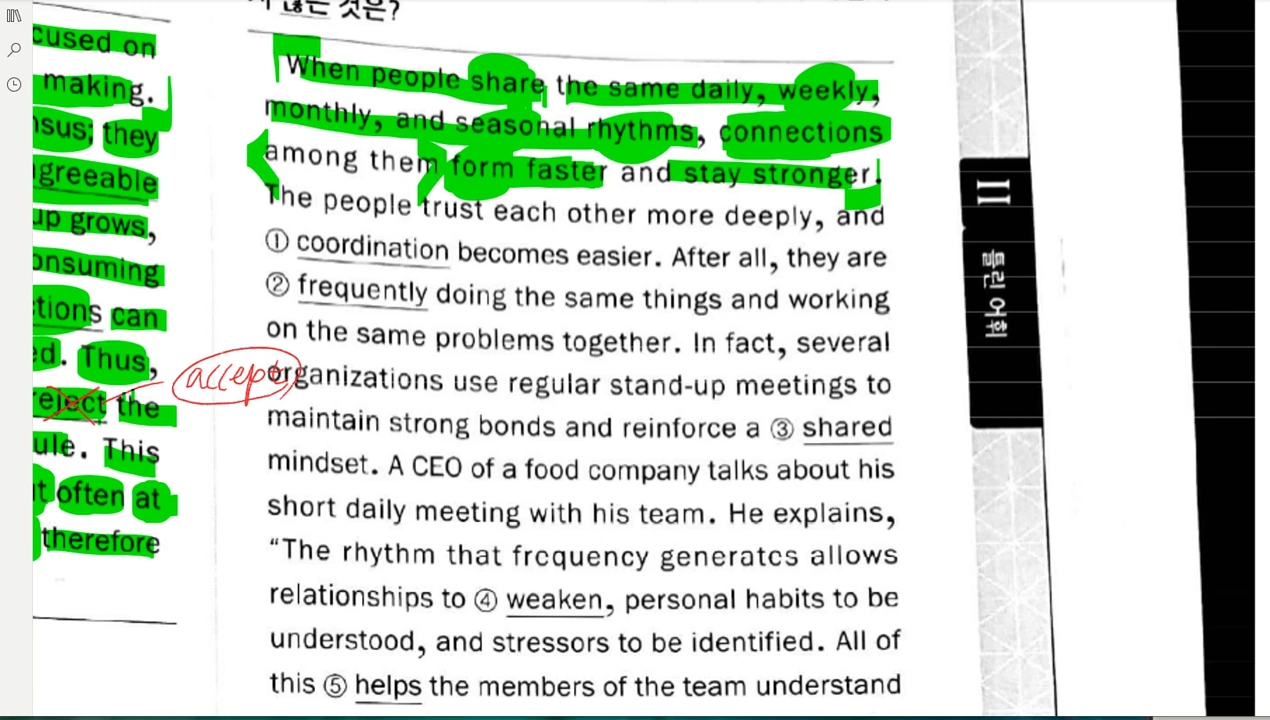 않는 것은?
cused on
making.
nsus; they
greeable
up grows,
onsuming
tions can
ed. Thus,
reject the
accept
ule. This
t often at
therefore
When people share the same daily, weekly,
monthly, and seasonal rhythms, connections
among them form faster and stay stronger.
The people trust each other more deeply, and
① coordination becomes easier. After all, they are
② frequently doing the same things and working
on the same problems together. In fact, several
organizations use regular stand-up meetings to
maintain strong bonds and reinforce a ③ shared
mindset. A CEO of a food company talks about his
short daily meeting with his team. He explains,
“The rhythm that frequency generates allows
relationships to ④ weaken, personal habits to be
understood, and stressors to be identified. All of
this ⑤ helps the members of the team understand
II
틀린 어휘